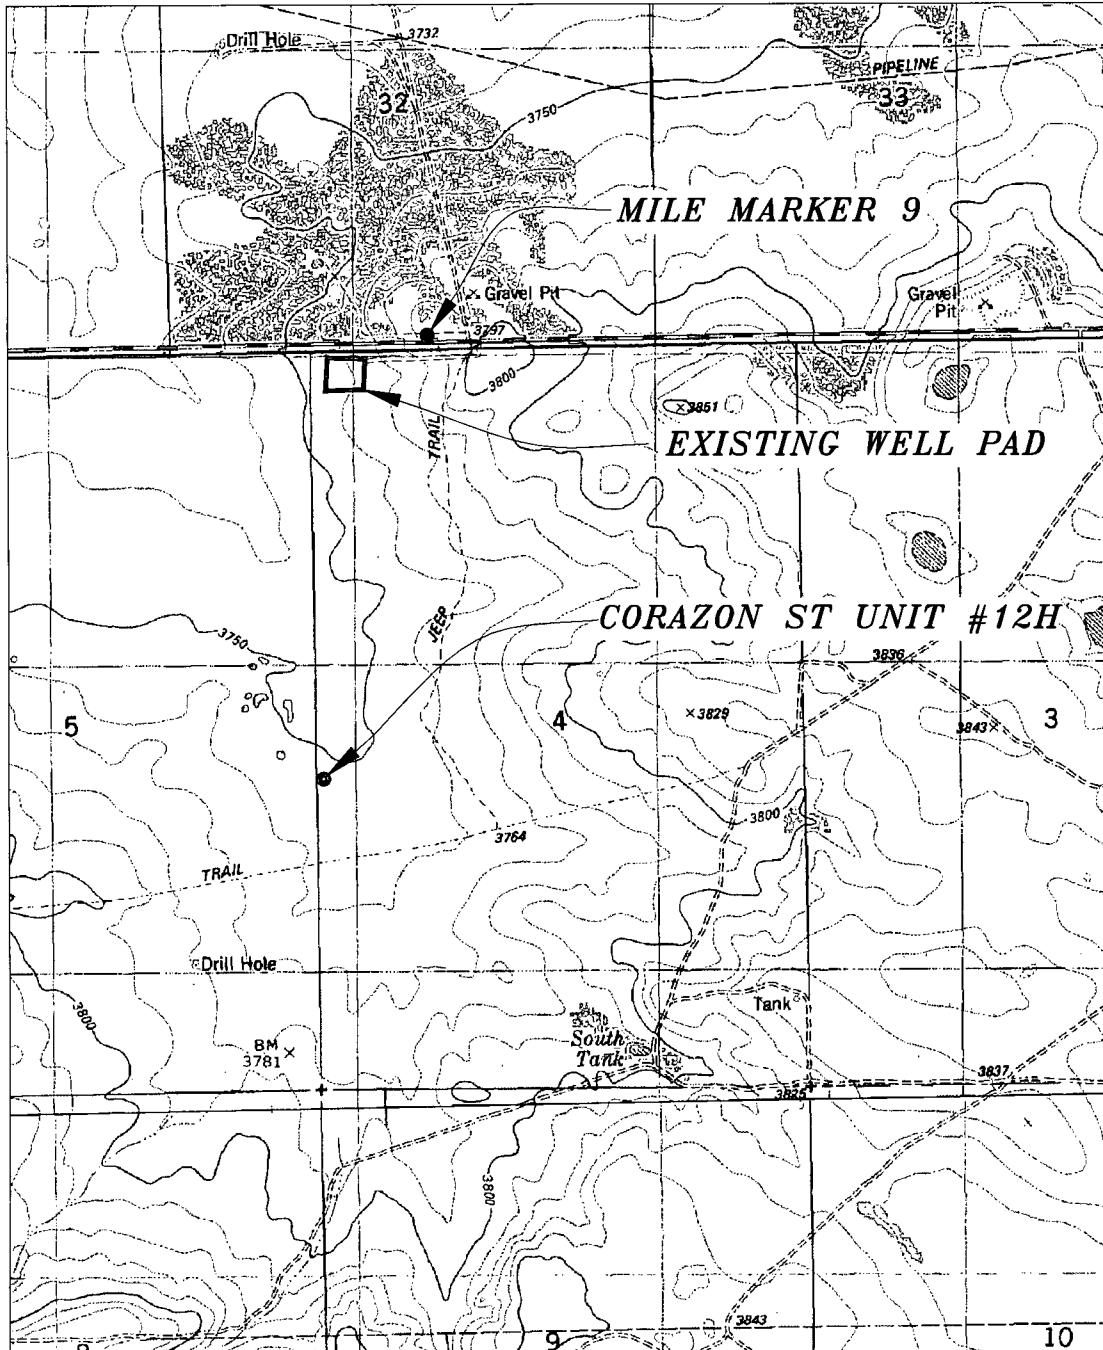 Drill Hole
3732
PIPELINE
32
33
3750
MILE MARKER 9
Gravel Pit
Gravel
Pit
3797
3800
3851
TRAIL
EXISTING WELL PAD
CORAZON ST UNIT #12H
JEEP
3750
3836
5
4
3829
3843
3
3800
3764
TRAIL
Drill Hole
3800
Tank
BM
3781
South
Tank
3837
3825
3800
3843
9
10